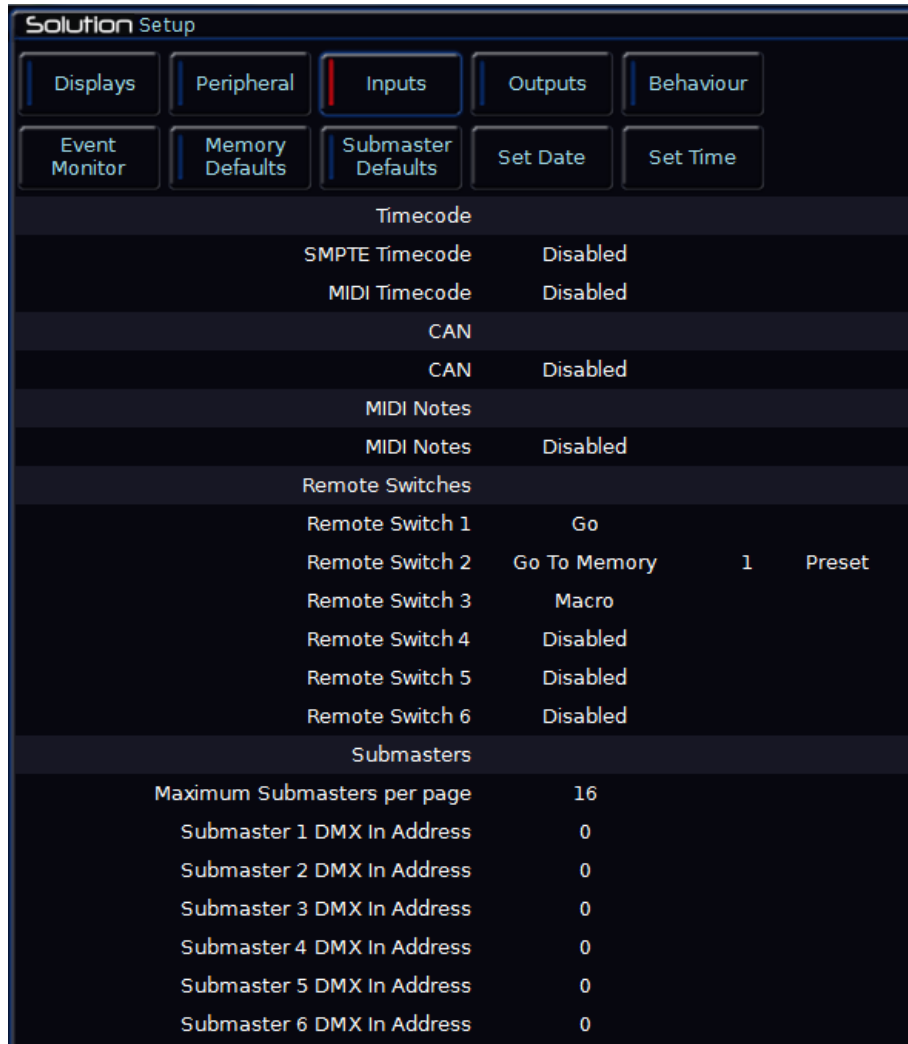 Solution Setup
Displays Peripheral Inputs Outputs Behaviour
Event Monitor Memory Defaults Submaster Defaults Set Date Set Time
Timecode
SMPTE Timecode Disabled
MIDI Timecode Disabled
CAN
CAN Disabled
MIDI Notes
MIDI Notes Disabled
Remote Switches
Remote Switch 1 Go
Remote Switch 2 Go To Memory 1 Preset
Remote Switch 3 Macro
Remote Switch 4 Disabled
Remote Switch 5 Disabled
Remote Switch 6 Disabled
Submasters
Maximum Submasters per page 16
Submaster 1 DMX In Address 0
Submaster 2 DMX In Address 0
Submaster 3 DMX In Address 0
Submaster 4 DMX In Address 0
Submaster 5 DMX In Address 0
Submaster 6 DMX In Address 0